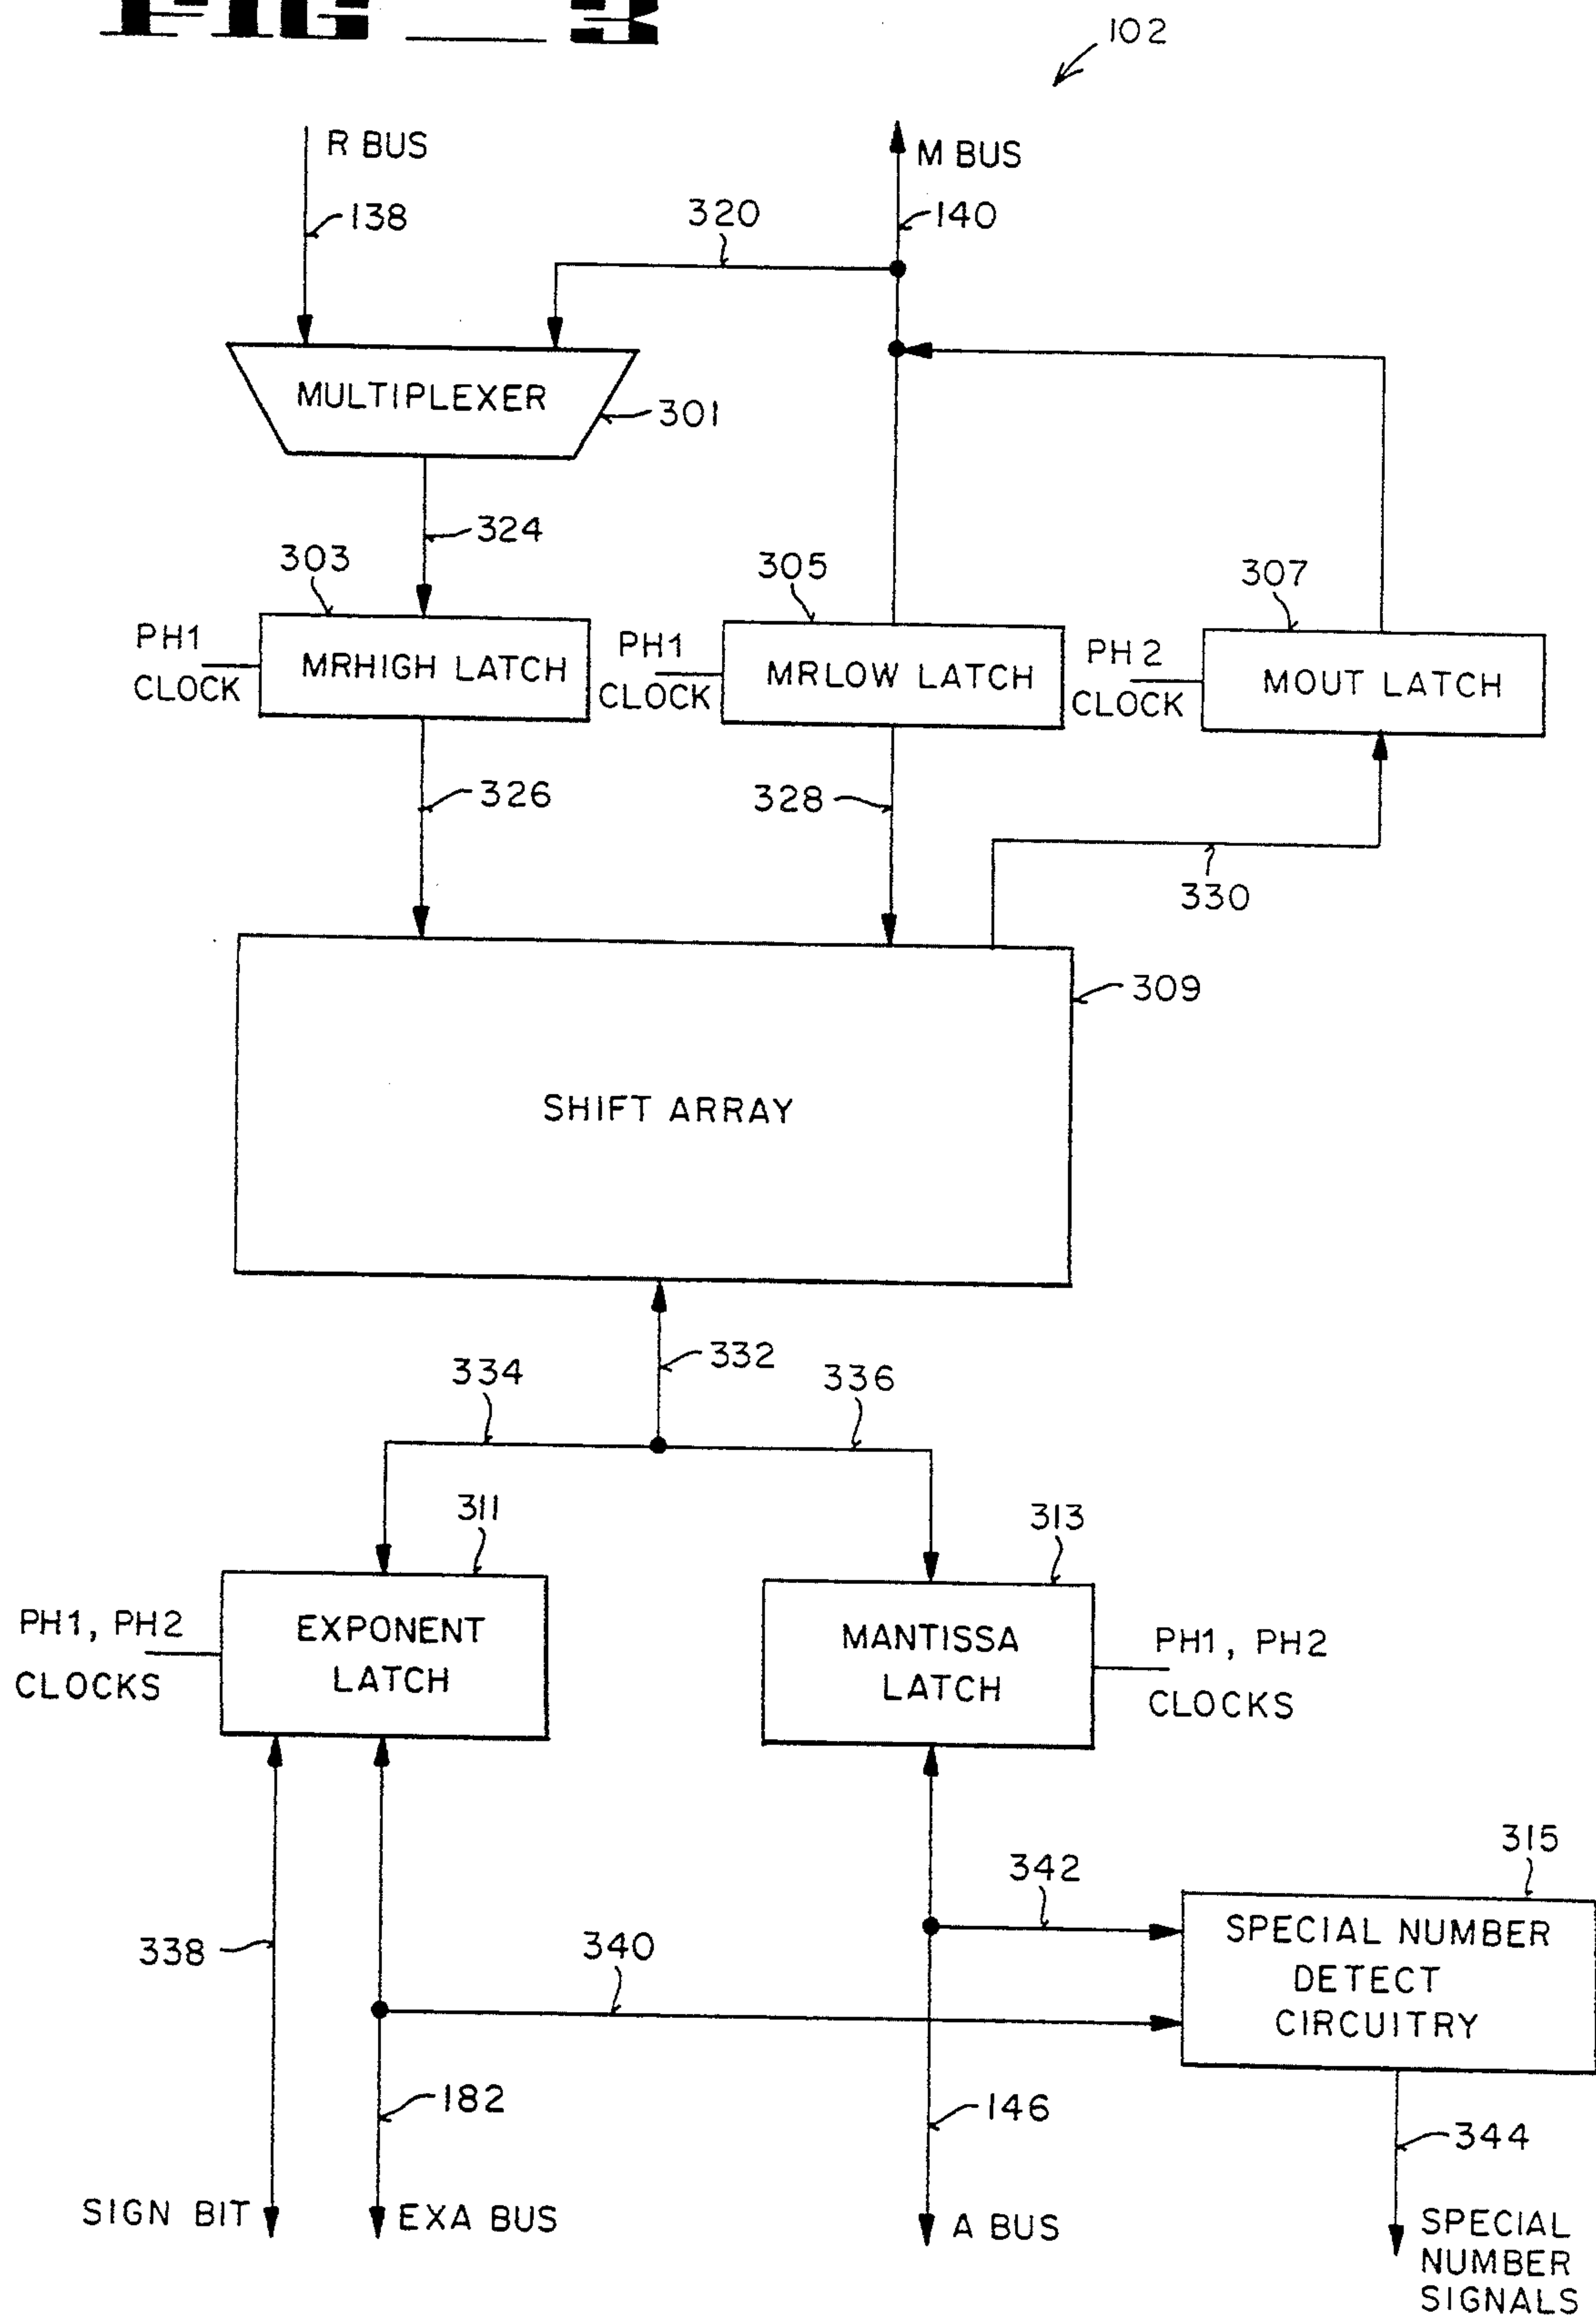 FIG_3
102
R BUS
M BUS
138
320
140
MULTIPLEXER
301
324
303
305
307
PH1
CLOCK
MRHIGH LATCH
PH1
CLOCK
MRLOW LATCH
PH2
CLOCK
MOUT LATCH
326
328
330
309
SHIFT ARRAY
332
334
336
311
313
PH1, PH2
CLOCKS
EXPONENT
LATCH
MANTISSA
LATCH
PH1, PH2
CLOCKS
315
342
338
340
SPECIAL NUMBER
DETECT
CIRCUITRY
182
146
344
SIGN BIT
EXA BUS
A BUS
SPECIAL
NUMBER
SIGNALS